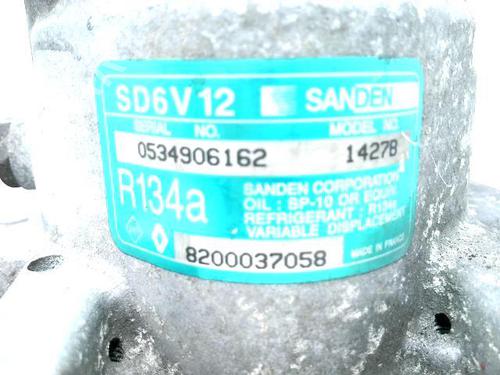 SD6V12 SANDEN
SERIAL NO. MODEL NO.
0534906162 14278
R134a
SANDEN CORPORATION
OIL : SP-10 OR EQUIV
REFRIGERANT : R134a
VARIABLE DISPLACEMENT
8200037058
MADE IN FRANCE